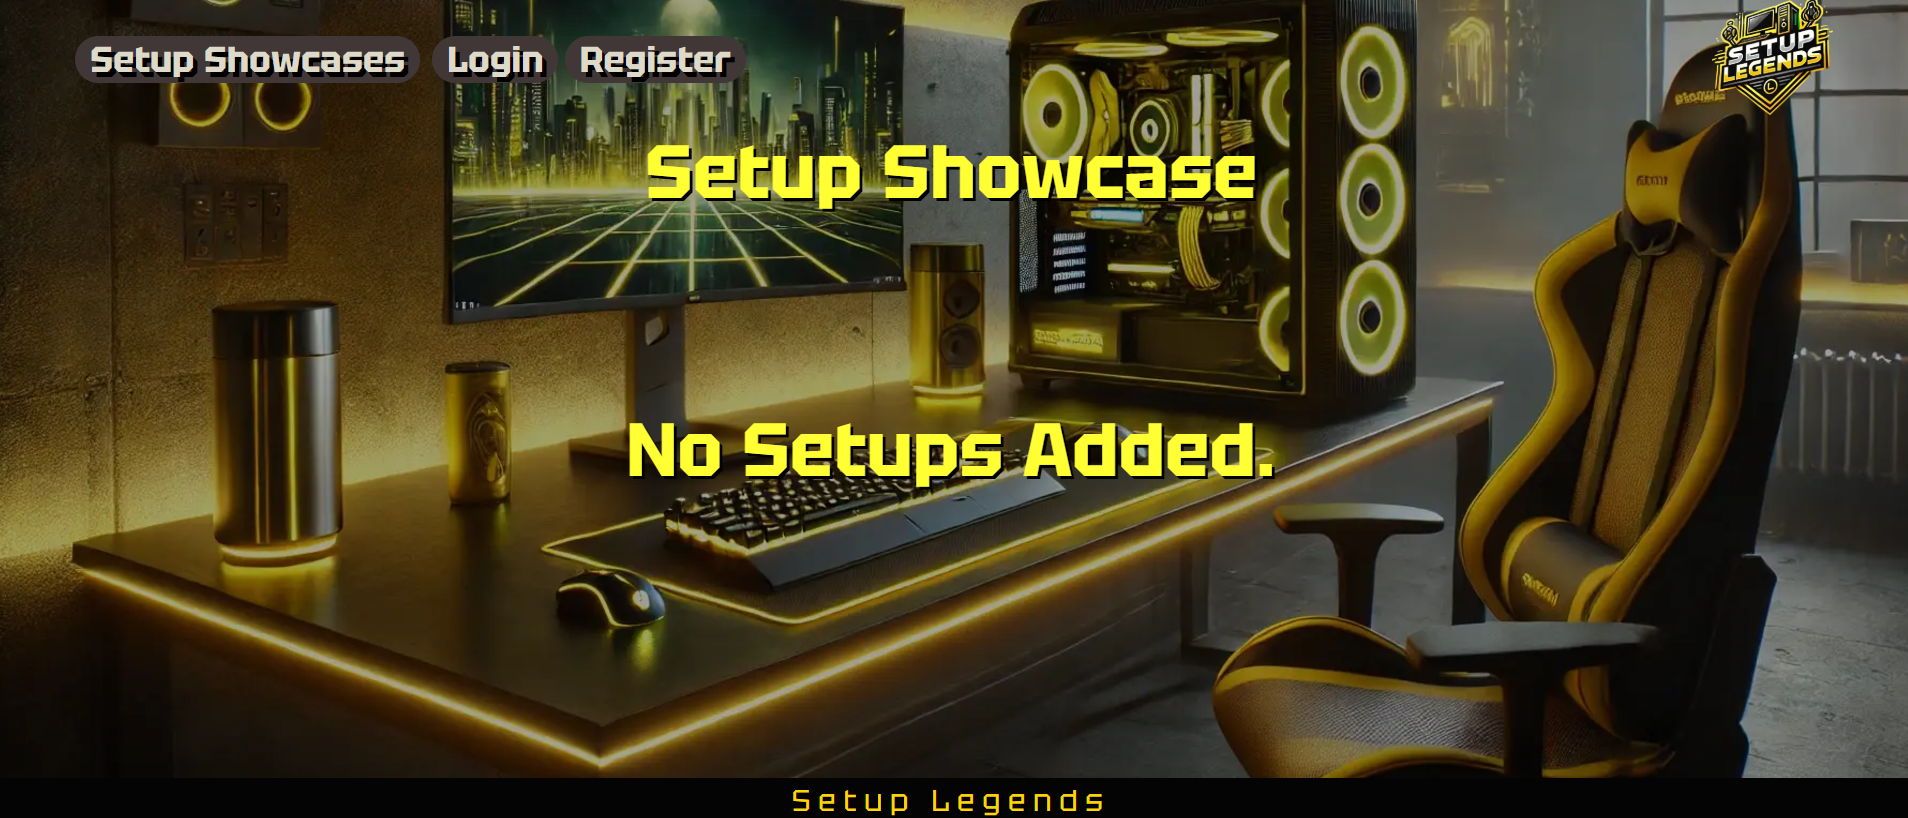 Setup Showcases Login Register
SETUP
LEGENDS
Setup Showcase
No Setups Added.
Setup Legends